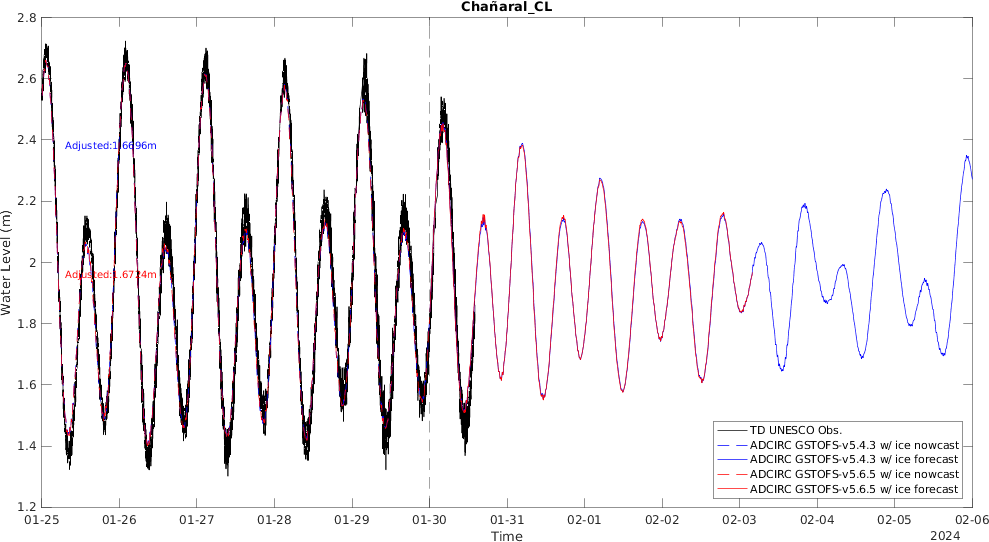 Chañaral_CL
2.8
2.6
2.4
2.2
2
1.8
1.6
1.4
1.2
Water Level (m)
Adjusted:1.6696m
Adjusted:1.6724m
TD UNESCO Obs.
ADCIRC GSTOFS-v5.4.3 w/ ice nowcast
ADCIRC GSTOFS-v5.4.3 w/ ice forecast
ADCIRC GSTOFS-v5.6.5 w/ ice nowcast
ADCIRC GSTOFS-v5.6.5 w/ ice forecast
01-25 01-26 01-27 01-28 01-29 01-30 01-31 02-01 02-02 02-03 02-04 02-05 02-06
Time
2024